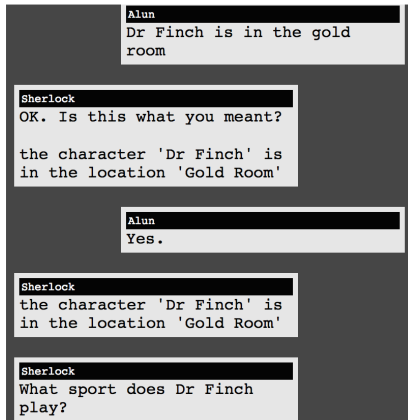 Alun
Dr Finch is in the gold
room
Sherlock
OK. Is this what you meant?
the character 'Dr Finch' is
in the location 'Gold Room'
Alun
Yes.
Sherlock
the character 'Dr Finch' is
in the location 'Gold Room'
Sherlock
What sport does Dr Finch
play?